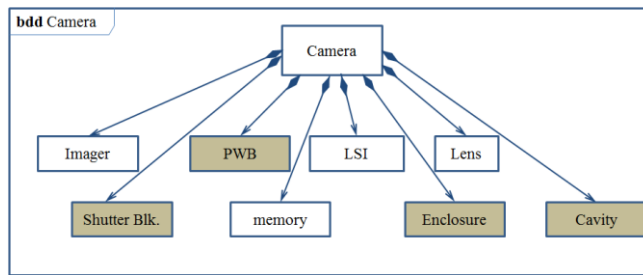 bdd Camera
Camera
Imager
PWB
LSI
Lens
Shutter Blk.
memory
Enclosure
Cavity